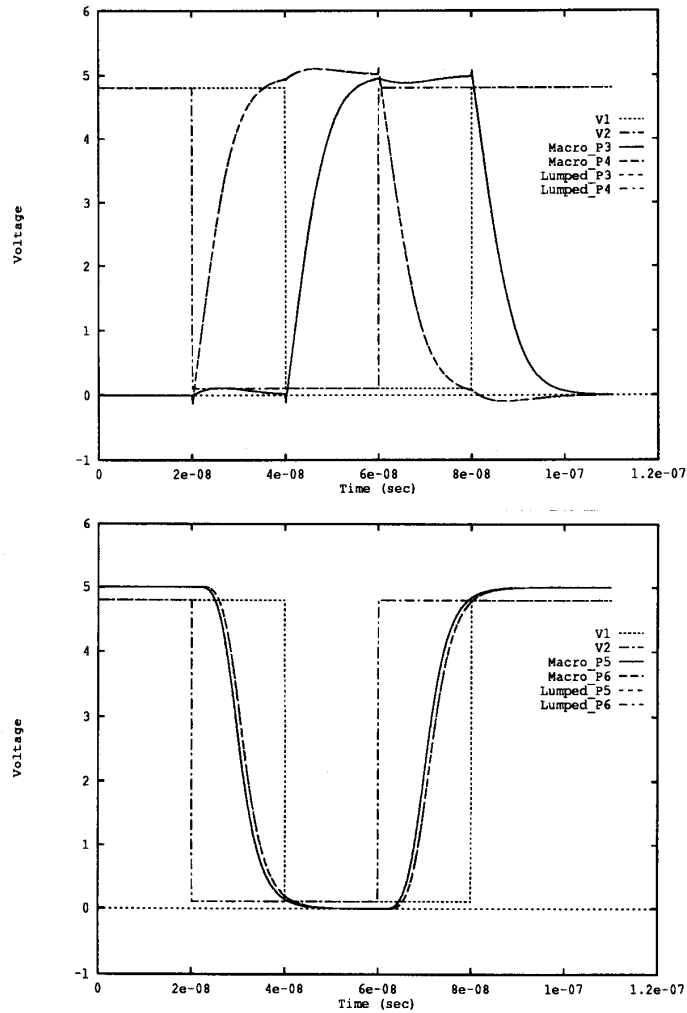 6
5
4
3
2
1
0
-1
Voltage
V1
V2
Macro_P3
Macro_P4
Lumped_P3
Lumped_P4
0
2e-08
4e-08
6e-08
8e-08
1e-07
1.2e-07
Time (sec)
6
5
4
3
2
1
0
-1
Voltage
V1
V2
Macro_P5
Macro_P6
Lumped_P5
Lumped_P6
0
2e-08
4e-08
6e-08
8e-08
1e-07
1.2e-07
Time (sec)